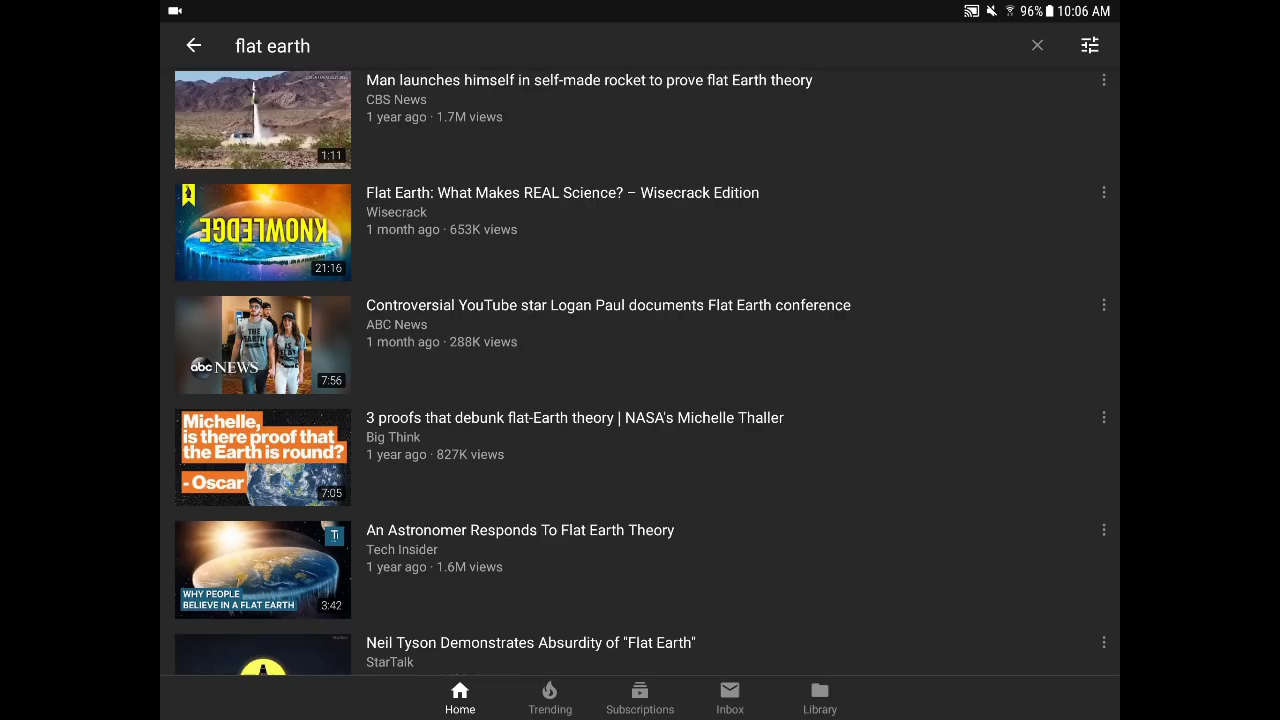 96% 10:06 AM
flat earth
Man launches himself in self-made rocket to prove flat Earth theory
CBS News
1 year ago · 1.7M views
1:11
Flat Earth: What Makes REAL Science? – Wisecrack Edition
Wisecrack
1 month ago · 653K views
KNOWLEDGE
21:16
Controversial YouTube star Logan Paul documents Flat Earth conference
ABC News
1 month ago · 288K views
THE
EARTH
abc NEWS
7:56
3 proofs that debunk flat-Earth theory | NASA's Michelle Thaller
Big Think
1 year ago · 827K views
Michelle,
is there proof that
the Earth is round?
- Oscar
7:05
An Astronomer Responds To Flat Earth Theory
Tech Insider
1 year ago · 1.6M views
TI
WHY PEOPLE
BELIEVE IN A FLAT EARTH
3:42
Neil Tyson Demonstrates Absurdity of "Flat Earth"
StarTalk
Home
Trending
Subscriptions
Inbox
Library